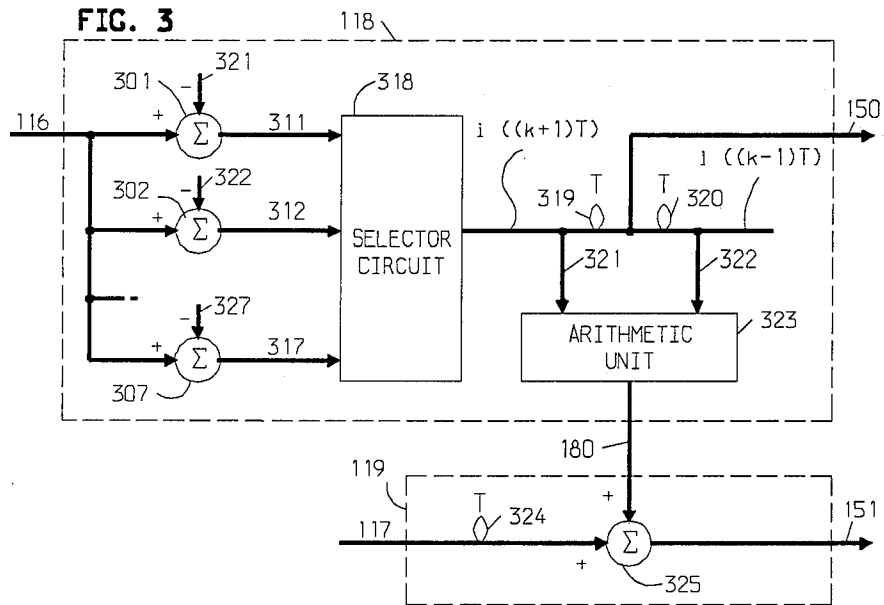 FIG. 3
118
301
321
-
+
Σ
311
318
116
150
i ((k+1)T)
i ((k-1)T)
302
322
-
+
Σ
312
T
319
T
320
SELECTOR
CIRCUIT
321
322
327
-
+
Σ
317
307
ARITHMETIC
UNIT
323
180
119
T
324
+
151
117
Σ
+
325